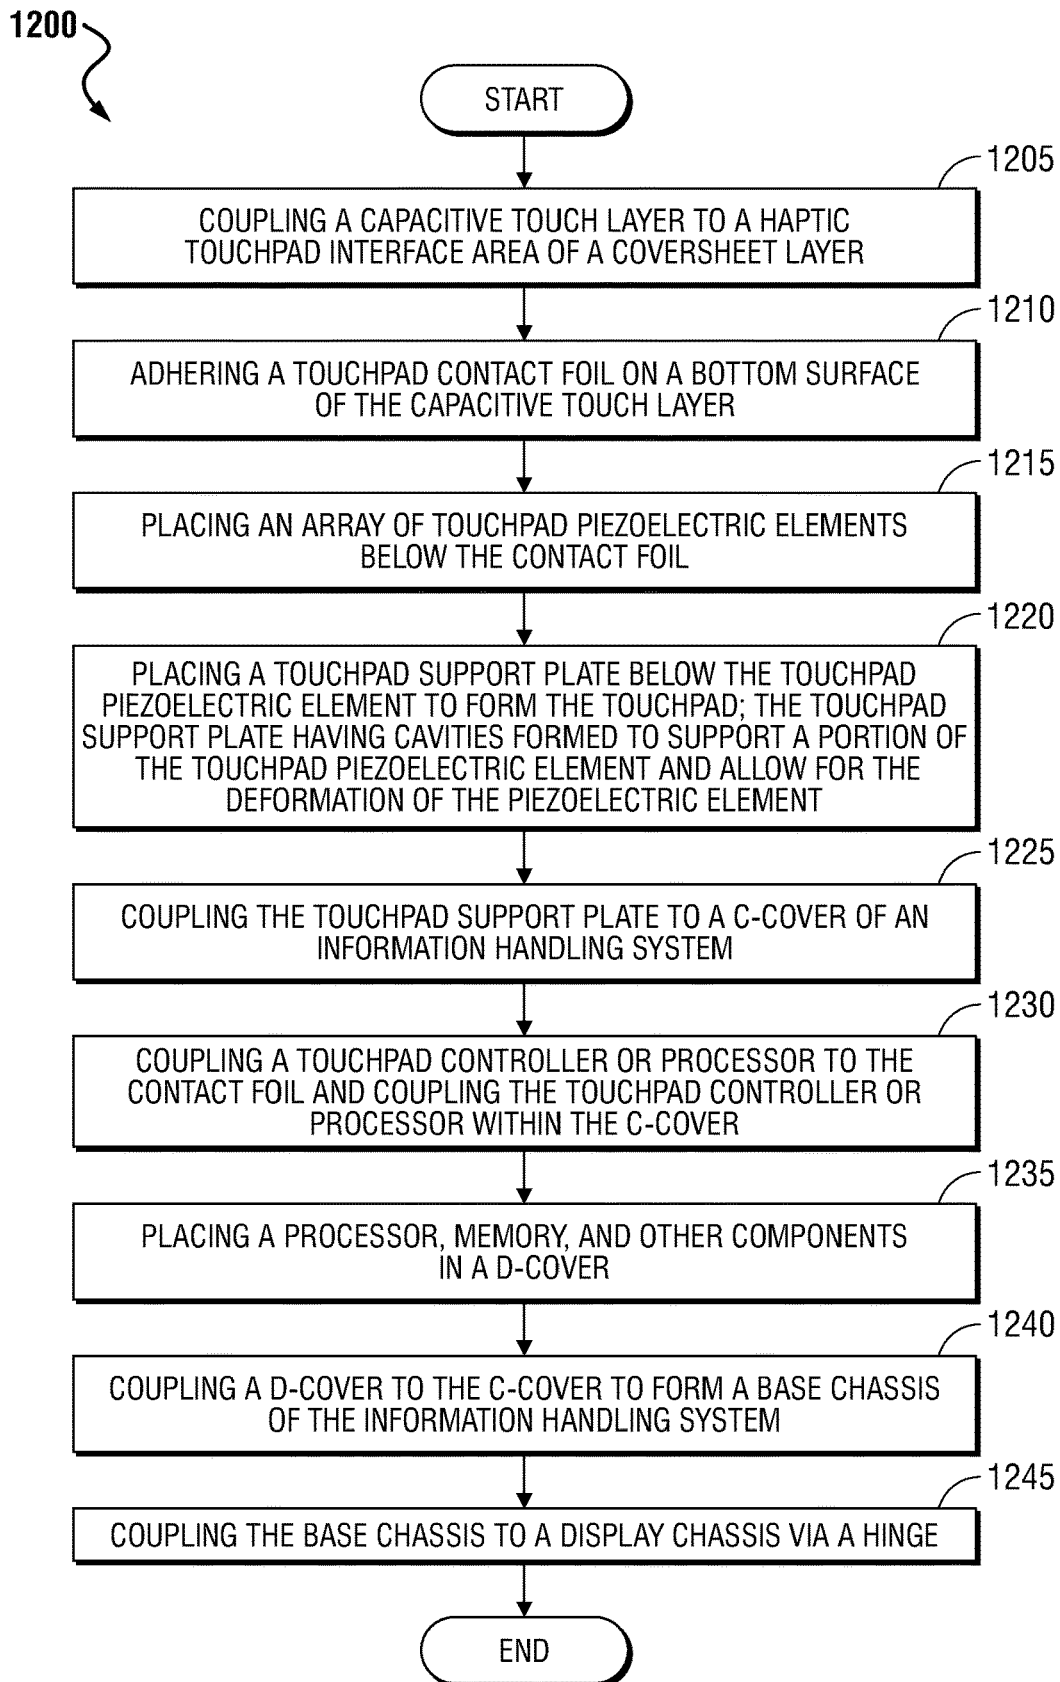 1200
START
1205
COUPLING A CAPACITIVE TOUCH LAYER TO A HAPTIC
TOUCHPAD INTERFACE AREA OF A COVERSHEET LAYER
1210
ADHERING A TOUCHPAD CONTACT FOIL ON A BOTTOM SURFACE
OF THE CAPACITIVE TOUCH LAYER
1215
PLACING AN ARRAY OF TOUCHPAD PIEZOELECTRIC ELEMENTS
BELOW THE CONTACT FOIL
1220
PLACING A TOUCHPAD SUPPORT PLATE BELOW THE TOUCHPAD
PIEZOELECTRIC ELEMENT TO FORM THE TOUCHPAD; THE TOUCHPAD
SUPPORT PLATE HAVING CAVITIES FORMED TO SUPPORT A PORTION OF
THE TOUCHPAD PIEZOELECTRIC ELEMENT AND ALLOW FOR THE
DEFORMATION OF THE PIEZOELECTRIC ELEMENT
1225
COUPLING THE TOUCHPAD SUPPORT PLATE TO A C-COVER OF AN
INFORMATION HANDLING SYSTEM
1230
COUPLING A TOUCHPAD CONTROLLER OR PROCESSOR TO THE
CONTACT FOIL AND COUPLING THE TOUCHPAD CONTROLLER OR
PROCESSOR WITHIN THE C-COVER
1235
PLACING A PROCESSOR, MEMORY, AND OTHER COMPONENTS
IN A D-COVER
1240
COUPLING A D-COVER TO THE C-COVER TO FORM A BASE CHASSIS
OF THE INFORMATION HANDLING SYSTEM
1245
COUPLING THE BASE CHASSIS TO A DISPLAY CHASSIS VIA A HINGE
END